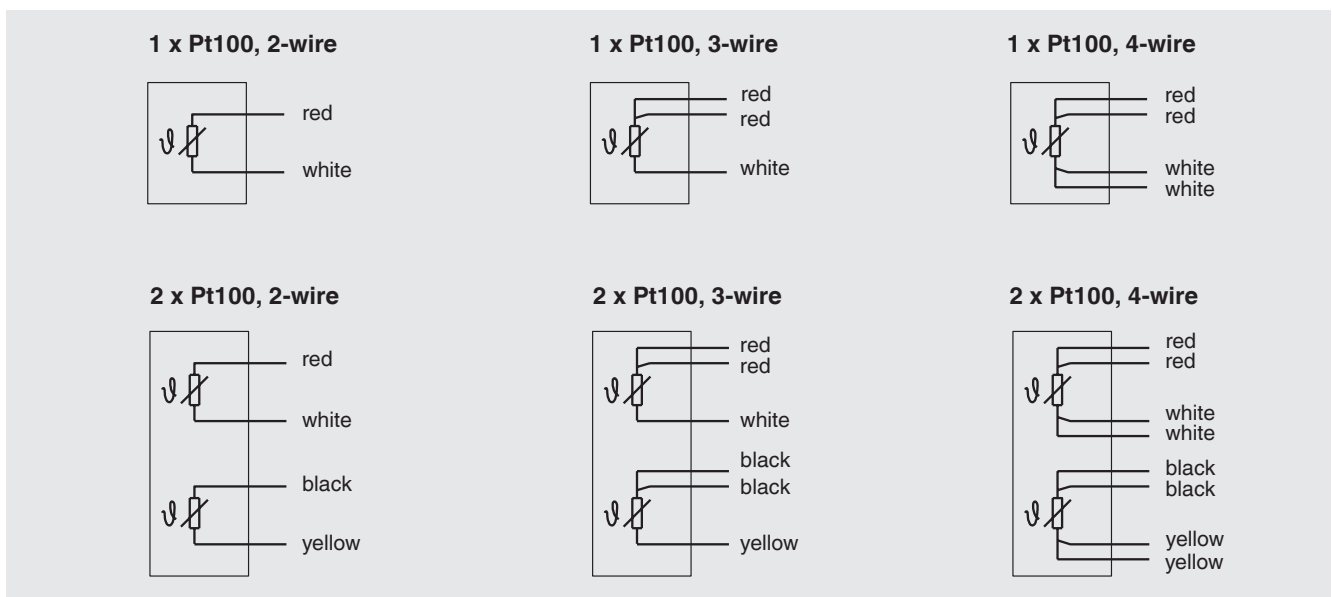 1 x Pt100, 2-wire
ϑ
red
white
1 x Pt100, 3-wire
ϑ
red
red
white
1 x Pt100, 4-wire
ϑ
red
red
white
white
2 x Pt100, 2-wire
ϑ
red
white
ϑ
black
yellow
2 x Pt100, 3-wire
ϑ
red
red
white
ϑ
black
black
yellow
2 x Pt100, 4-wire
ϑ
red
red
white
white
ϑ
black
black
yellow
yellow